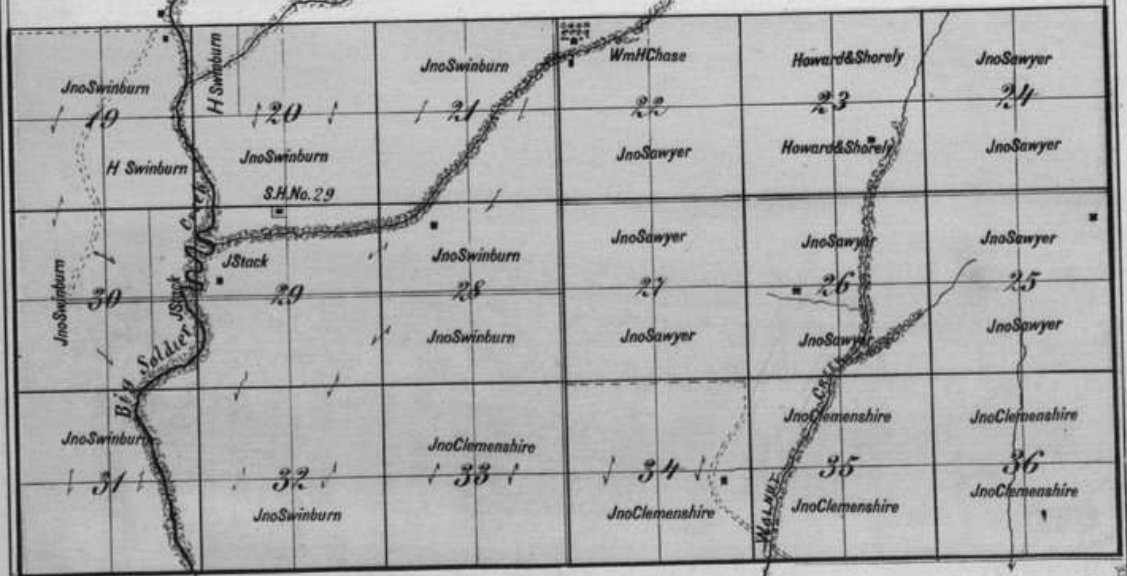 JnoSwinburn
19
H Swinburn
H Swinburn
20
JnoSwinburn
S.H.No.29
JnoSwinburn
21
WmHChase
22
JnoSawyer
Howard&Shorely
23
Howard&Shorely
JnoSawyer
24
JnoSawyer
JnoSwinburn
30
JStack
Big Soldier Creek
JStack
29
JnoSwinburn
28
JnoSwinburn
JnoSawyer
27
JnoSawyer
JnoSawyer
26
JnoSawyer
JnoSawyer
25
JnoSawyer
JnoSwinburn
31
32
JnoSwinburn
JnoClemenshire
33
34
JnoClemenshire
Walnut Creek
JnoClemenshire
35
JnoClemenshire
JnoClemenshire
36
JnoClemenshire